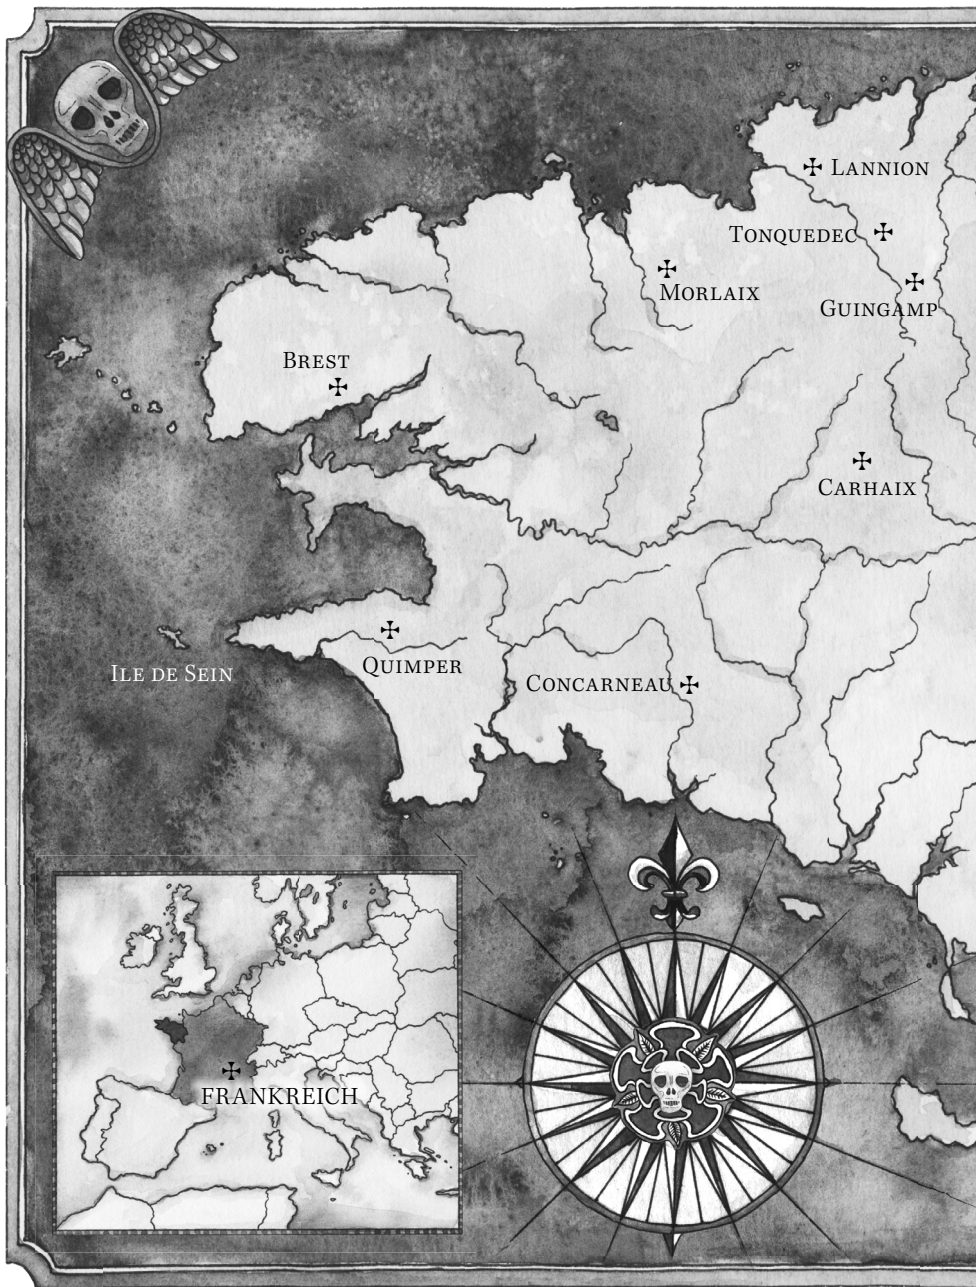 LANNION
TONQUEDEC
MORLAIX
GUINGAMP
BREST
CARHAIX
ILE DE SEIN
QUIMPER
CONCARNEAU
FRANKREICH